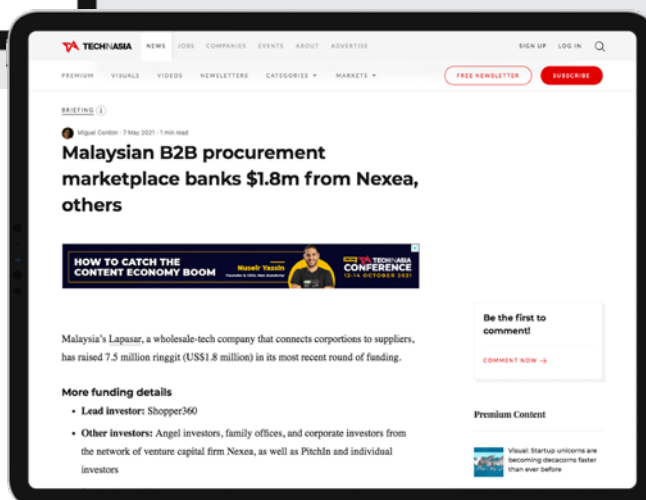 TECHINASIA NEWS JOBS COMPANIES EVENTS ABOUT ADVERTISE SIGN UP LOG IN
PREMIUM VISUALS VIDEOS NEWSLETTERS CATEGORIES MARKETS FREE NEWSLETTER SUBSCRIBE
BRIEFING
Miguel Cordon · 7 May 2021 · 1 min read
Malaysian B2B procurement
marketplace banks $1.8m from Nexea,
others
HOW TO CATCH THE
CONTENT ECONOMY BOOM
Nuseir Yassin
TECHINASIA
CONFERENCE
13-14 OCTOBER 2021
Malaysia's Lapasar, a wholesale-tech company that connects corportions to suppliers,
has raised 7.5 million ringgit (US$1.8 million) in its most recent round of funding.
More funding details
• Lead investor: Shopper360
• Other investors: Angel investors, family offices, and corporate investors from
the network of venture capital firm Nexea, as well as PitchIn and individual
investors
Be the first to
comment!
COMMENT NOW →
Premium Content
Visual: Startup unicorns are
becoming decacorns faster
than ever before